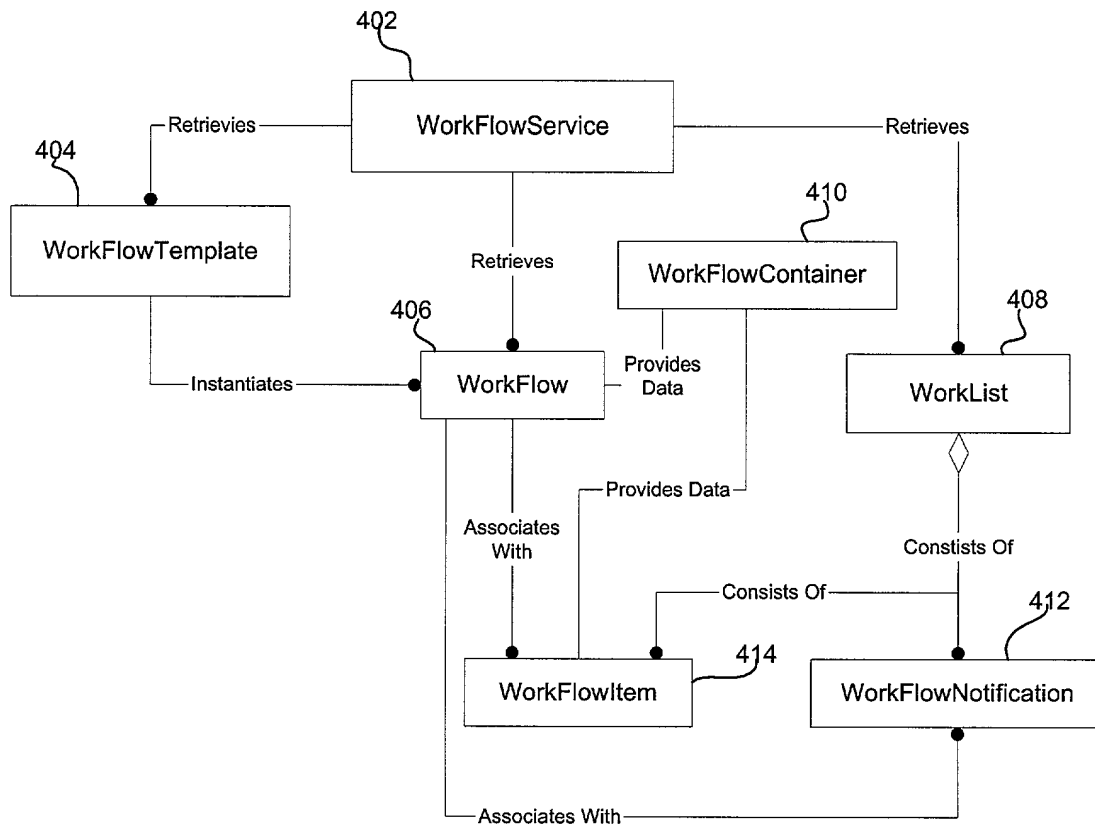 402
WorkFlowService
Retrievies
Retrieves
404
WorkFlowTemplate
410
WorkFlowContainer
Retrieves
406
WorkFlow
408
WorkList
Provides
Data
Instantiates
Provides Data
Associates
With
Constists Of
Consists Of
412
414
WorkFlowItem
WorkFlowNotification
Associates With